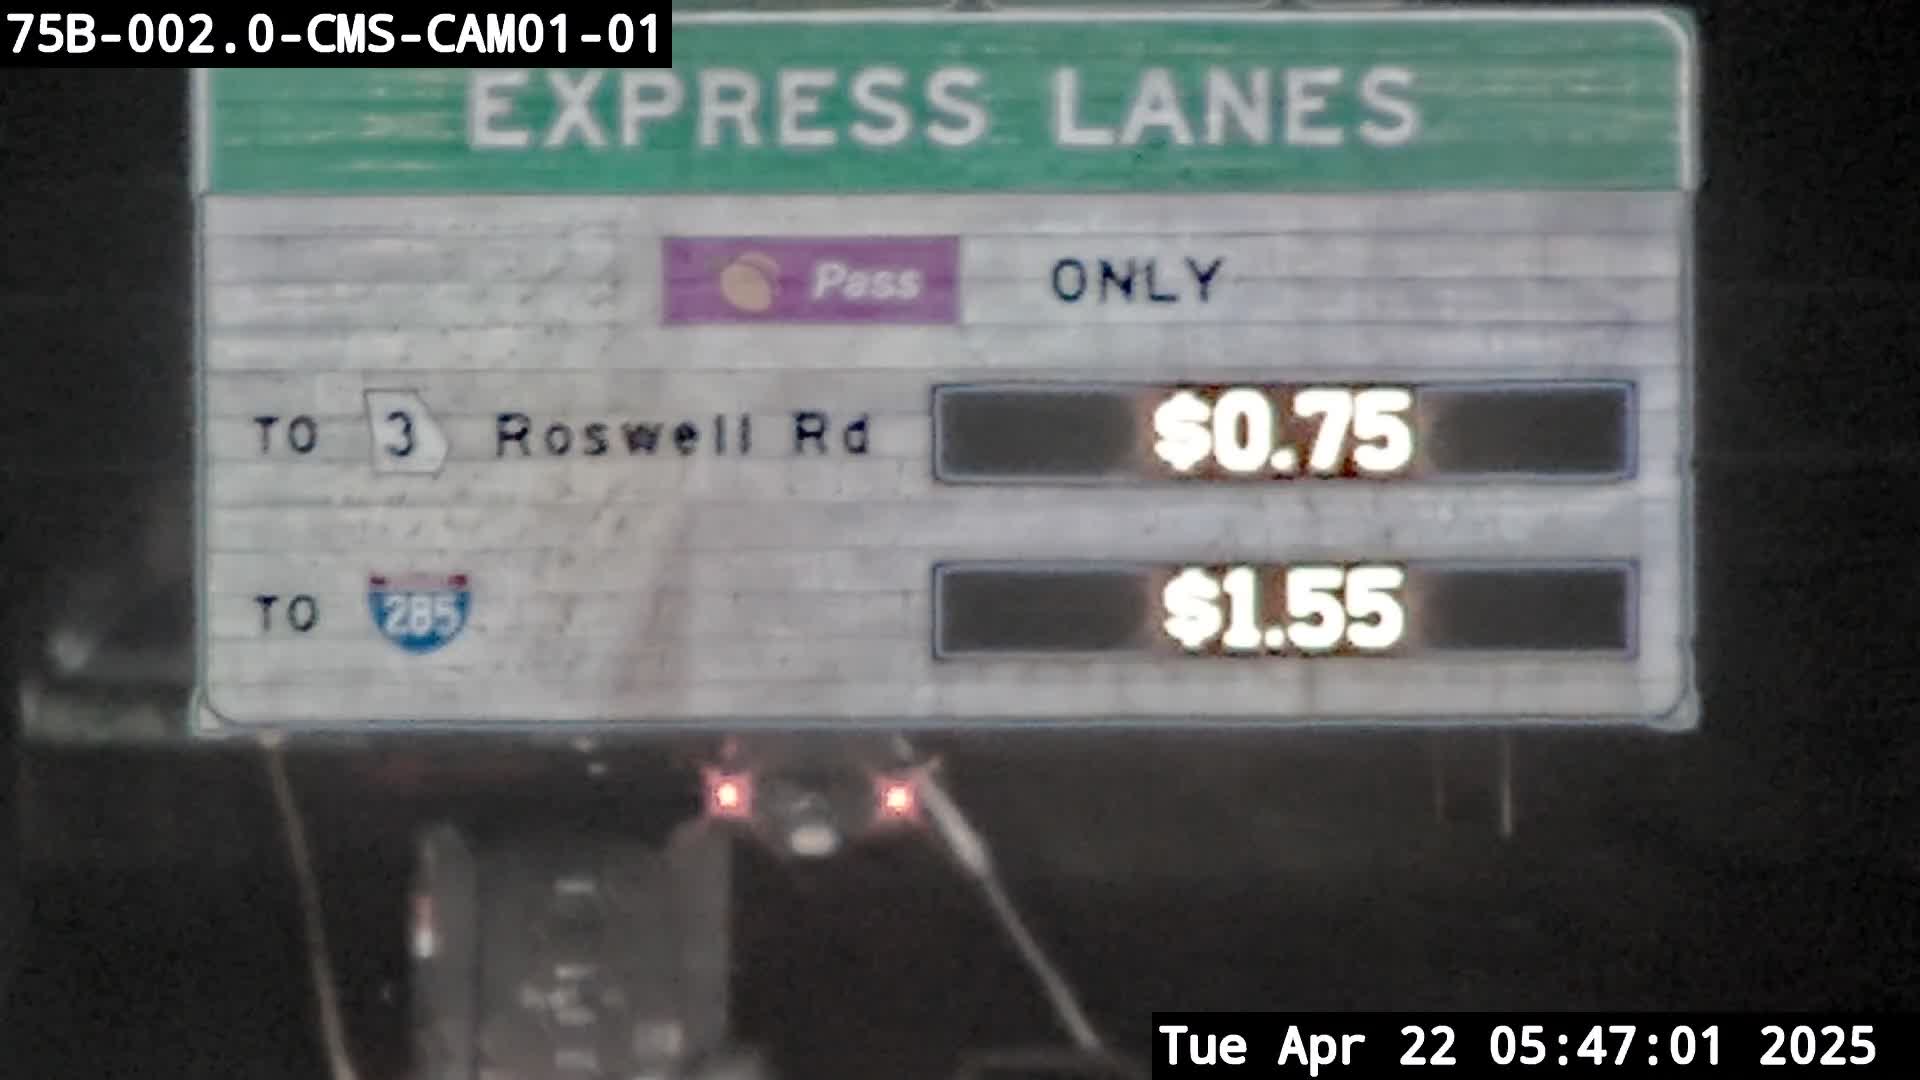 75B-002.0-CMS-CAM01-01
EXPRESS LANES
Pass ONLY
TO 3 Roswell Rd $0.75
TO 285 $1.55
Tue Apr 22 05:47:01 2025